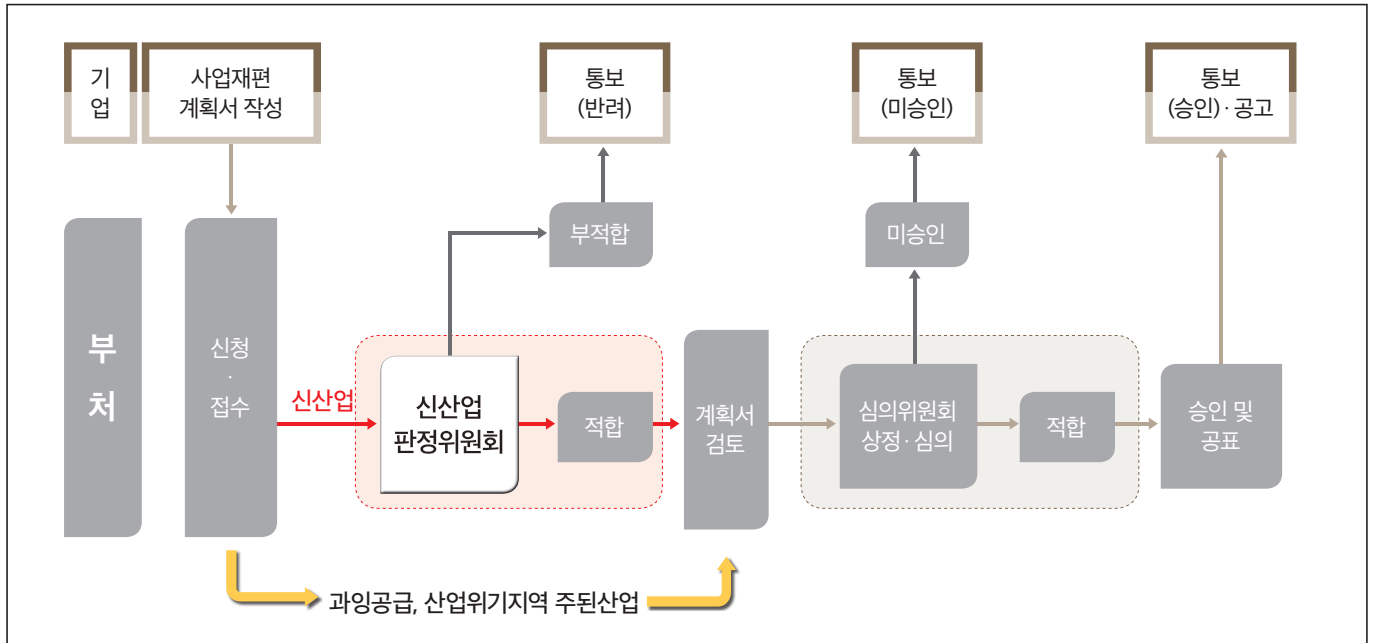 기
업
사업재편
계획서 작성
통보
(반려)
통보
(미승인)
통보
(승인) · 공고
부적합
미승인
부
처
신청
·
접수
신산업
신산업
판정위원회
적합
계획서
검토
심의위원회
상정 · 심의
적합
승인 및
공표
과잉공급, 산업위기지역 주된산업